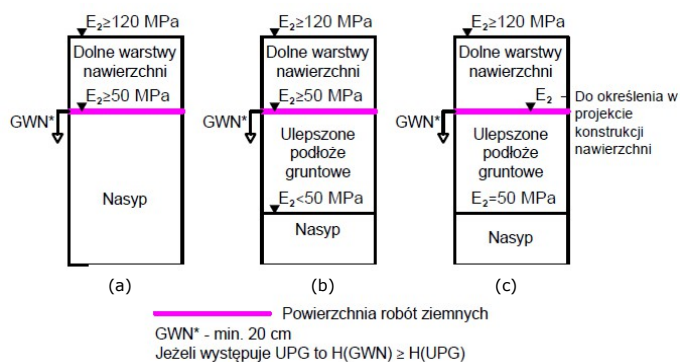 E₂≥120 MPa
Dolne warstwy
nawierzchni
E₂≥50 MPa
GWN*
Nasyp
(a)
E₂≥120 MPa
Dolne warstwy
nawierzchni
E₂≥50 MPa
GWN*
Ulepszone
podłoże
gruntowe
E₂<50 MPa
Nasyp
(b)
E₂≥120 MPa
Dolne warstwy
nawierzchni
E₂ - Do określenia w
projekcie
konstrukcji
nawierzchni
GWN*
Ulepszone
podłoże
gruntowe
E₂=50 MPa
Nasyp
(c)
Powierzchnia robót ziemnych
GWN* - min. 20 cm
Jeżeli występuje UPG to H(GWN) ≥ H(UPG)